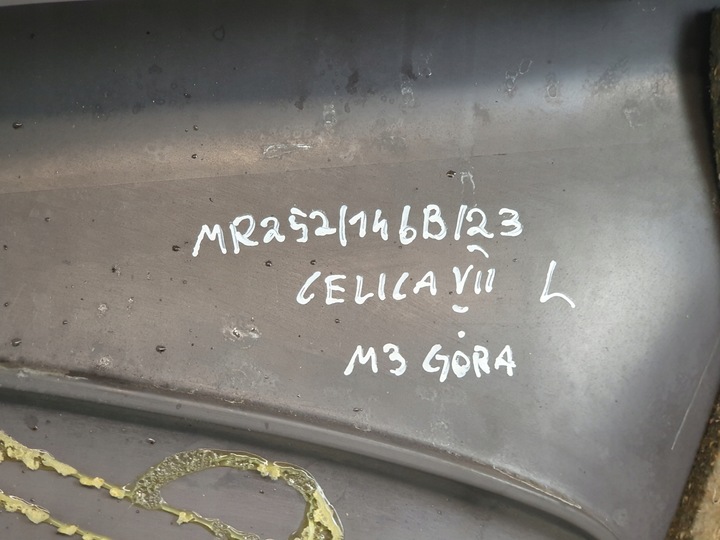 MR252/146B/23
CELICA VII L
M3 GÓRA